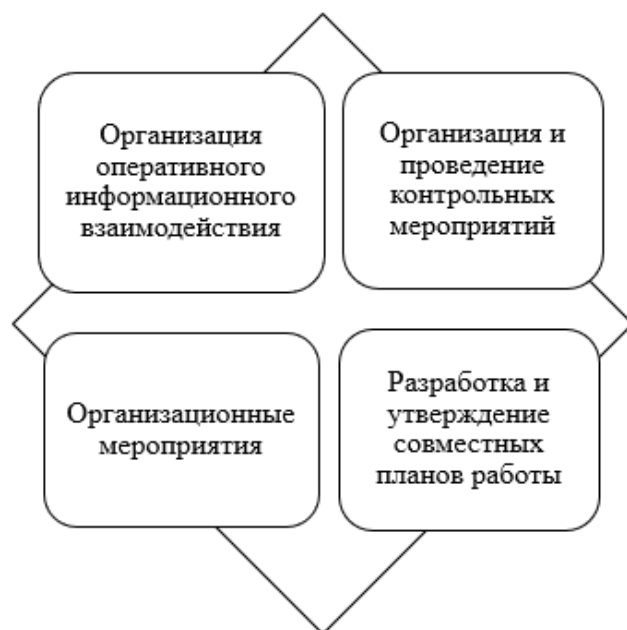 Организация
оперативного
информационного
взаимодействия
Организация и
проведение
контрольных
мероприятий
Организационные
мероприятия
Разработка и
утверждение
совместных
планов работы